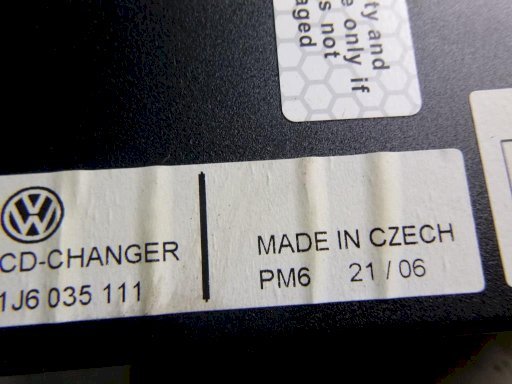 ty and
e only if
s not
aged
VW
CD-CHANGER
1J6 035 111
MADE IN CZECH
PM6 21 / 06